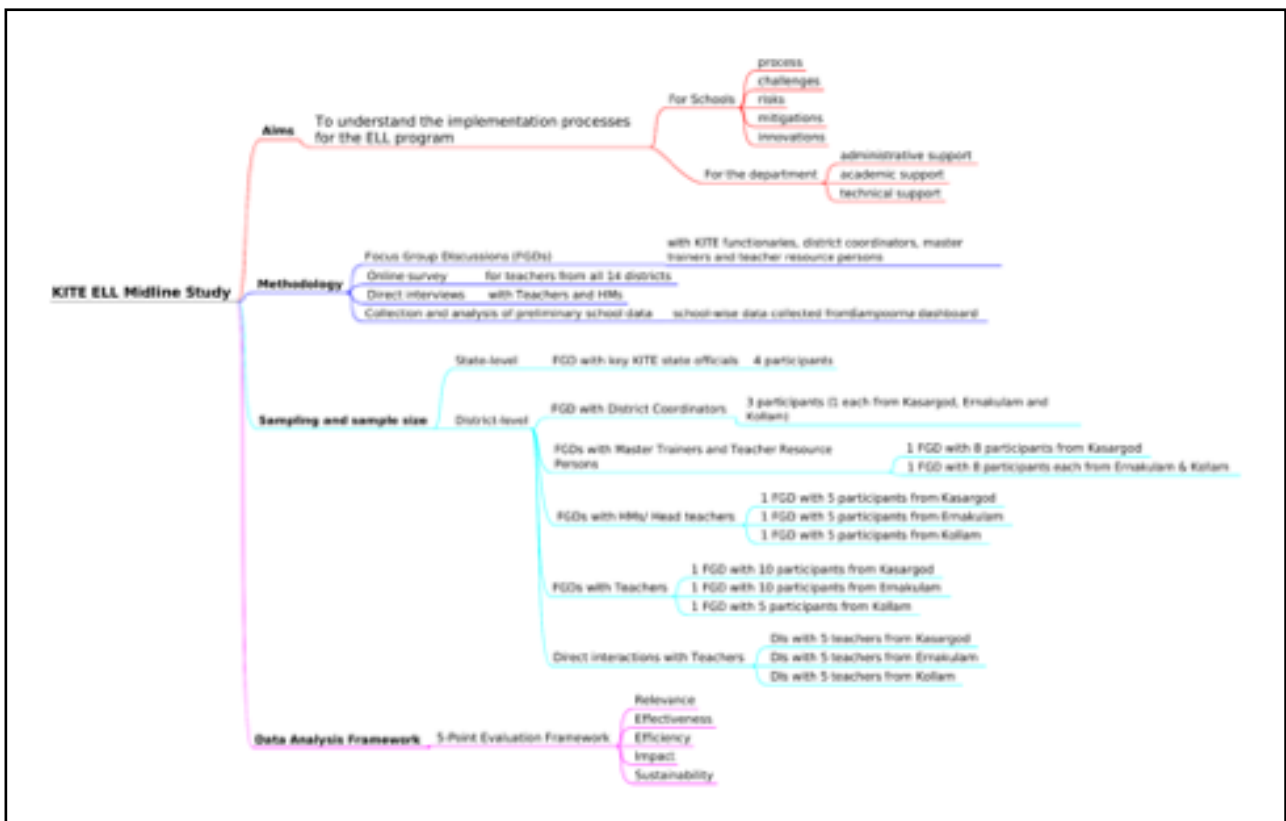 KITE ELL Midline Study
Aims
To understand the implementation processes
for the ELL program
For Schools
process
challenges
risks
mitigations
innovations
For the department
administrative support
academic support
technical support
Methodology
Focus Group Discussions (FGDs)
with KITE functionaries, district coordinators, master
trainers and teacher resource persons
Online survey
for teachers from all 14 districts
Direct interviews
with Teachers and HMs
Collection and analysis of preliminary school data
school-wise data collected fromSampoorna dashboard
Sampling and sample size
State-level
FGD with key KITE state officials
4 participants
District-level
FGD with District Coordinators
3 participants (1 each from Kasargod, Ernakulam and
Kollam)
FGDs with Master Trainers and Teacher Resource
Persons
1 FGD with 8 participants from Kasargod
1 FGD with 8 participants each from Ernakulam & Kollam
FGDs with HMs/ Head teachers
1 FGD with 5 participants from Kasargod
1 FGD with 5 participants from Ernakulam
1 FGD with 5 participants from Kollam
FGDs with Teachers
1 FGD with 10 participants from Kasargod
1 FGD with 10 participants from Ernakulam
1 FGD with 5 participants from Kollam
Direct interactions with Teachers
DIs with 5 teachers from Kasargod
DIs with 5 teachers from Ernakulam
DIs with 5 teachers from Kollam
Data Analysis Framework
5-Point Evaluation Framework
Relevance
Effectiveness
Efficiency
Impact
Sustainability